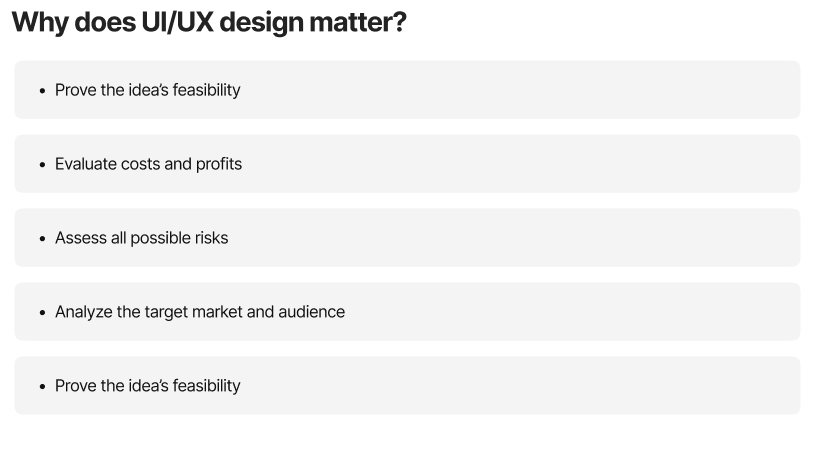 Why does UI/UX design matter?
• Prove the idea’s feasibility
• Evaluate costs and profits
• Assess all possible risks
• Analyze the target market and audience
• Prove the idea’s feasibility